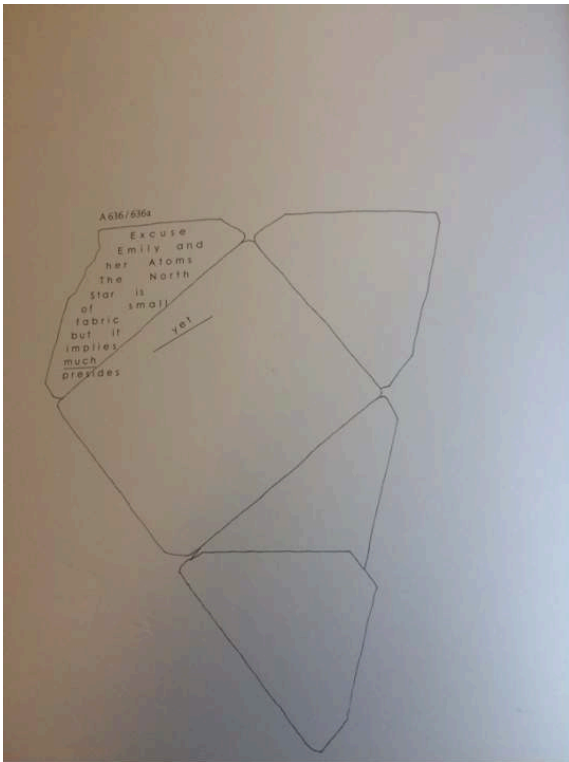 A 636 / 636a
Excuse
Emily and
her Atoms
The North
Star is
of small
fabric
but it
implies
much
presides
yet